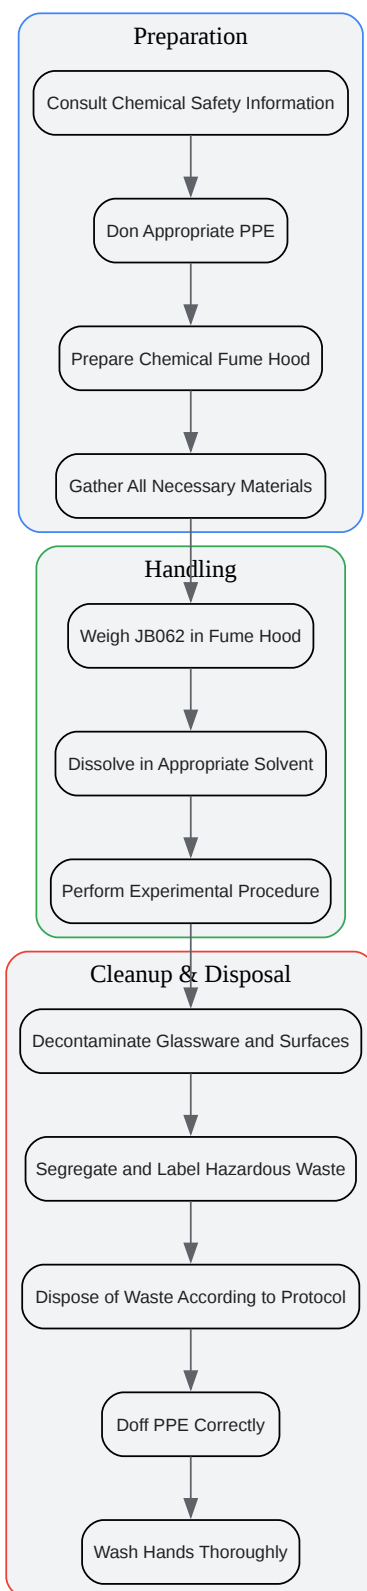 Preparation
Consult Chemical Safety Information
Don Appropriate PPE
Prepare Chemical Fume Hood
Gather All Necessary Materials
Handling
Weigh JB062 in Fume Hood
Dissolve in Appropriate Solvent
Perform Experimental Procedure
Cleanup & Disposal
Decontaminate Glassware and Surfaces
Segregate and Label Hazardous Waste
Dispose of Waste According to Protocol
Doff PPE Correctly
Wash Hands Thoroughly